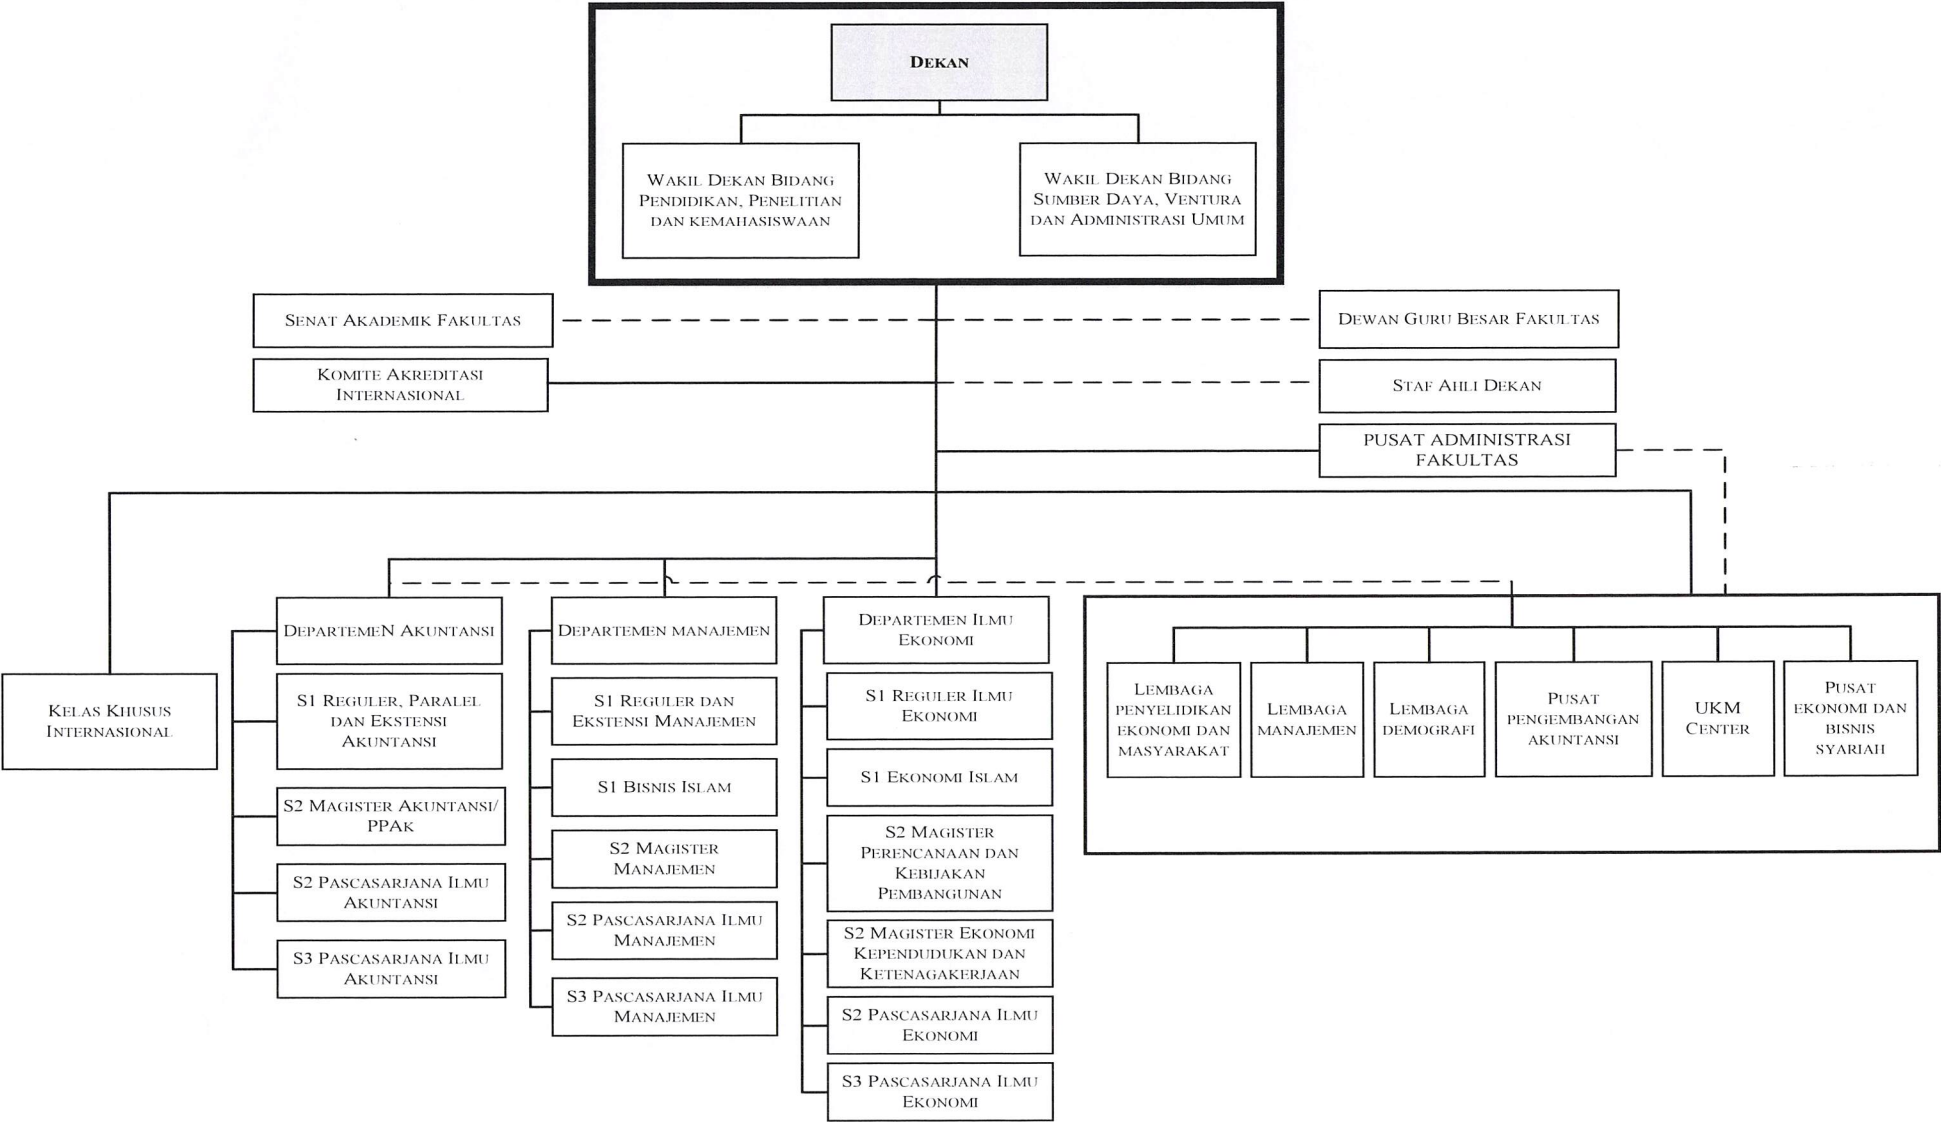 DEKAN
WAKIL DEKAN BIDANG
PENDIDIKAN, PENELITIAN
DAN KEMAHASISWAAN
WAKIL DEKAN BIDANG
SUMBER DAYA, VENTURA
DAN ADMINISTRASI UMUM
SENAT AKADEMIK FAKULTAS
DEWAN GURU BESAR FAKULTAS
KOMITE AKREDITASI
INTERNASIONAL
STAF AHLI DEKAN
PUSAT ADMINISTRASI
FAKULTAS
KELAS KHUSUS
INTERNASIONAL
DEPARTEMEN AKUNTANSI
S1 REGULER, PARALEL
DAN EKSTENSI
AKUNTANSI
S2 MAGISTER AKUNTANSI/
PPAK
S2 PASCASARJANA ILMU
AKUNTANSI
S3 PASCASARJANA ILMU
AKUNTANSI
DEPARTEMEN MANAJEMEN
S1 REGULER DAN
EKSTENSI MANAJEMEN
S1 BISNIS ISLAM
S2 MAGISTER
MANAJEMEN
S2 PASCASARJANA ILMU
MANAJEMEN
S3 PASCASARJANA ILMU
MANAJEMEN
DEPARTEMEN ILMU
EKONOMI
S1 REGULER ILMU
EKONOMI
S1 EKONOMI ISLAM
S2 MAGISTER
PERENCANAAN DAN
KEBIJAKAN
PEMBANGUNAN
S2 MAGISTER EKONOMI
KEPENDUDUKAN DAN
KETENAGAKERJAAN
S2 PASCASARJANA ILMU
EKONOMI
S3 PASCASARJANA ILMU
EKONOMI
LEMBAGA
PENYELIDIKAN
EKONOMI DAN
MASYARAKAT
LEMBAGA
MANAJEMEN
LEMBAGA
DEMOGRAFI
PUSAT
PENGEMBANGAN
AKUNTANSI
UKM
CENTER
PUSAT
EKONOMI DAN
BISNIS
SYARIAH